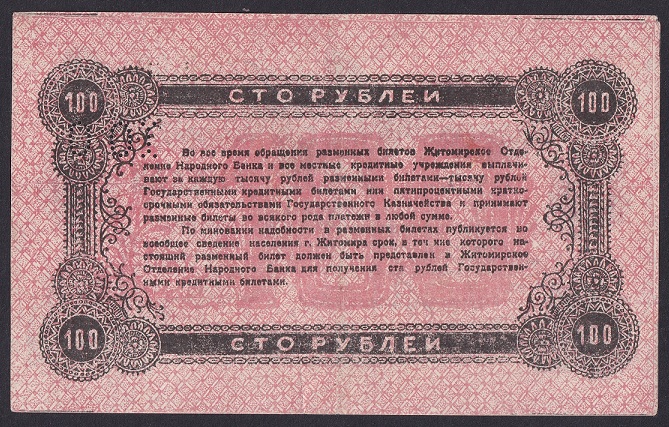 100 СТО РУБЛЕЙ 100
Во все время обращения разменных билетов Житомирское Отде-
ление Народного Банка и все местные кредитные учреждения выплачи-
вают за каждую тысячу рублей разменными билетами—тысячу рублей
Государственными кредитными билетами или пятипроцентными кратко-
срочными обязательствами Государственного Казначейства и принимают
разменные билеты во всякого рода платежи в любой сумме.
По миновании надобности в разменных билетах публикуется во
всеобщее сведение населения г. Житомира срок, в теч ние которого на-
стоящий разменный билет должен быть представлен в Житомирское
Отделение Народного Банка для получения ста рублей Государствен-
ными кредитными билетами.
100 СТО РУБЛЕЙ 100